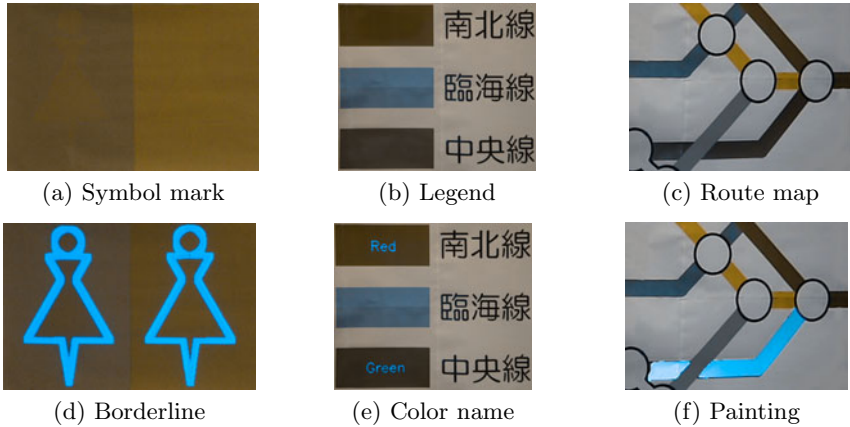 南北線
臨海線
中央線
(a) Symbol mark
(b) Legend
(c) Route map
Red
南北線
臨海線
Green
中央線
(d) Borderline
(e) Color name
(f) Painting